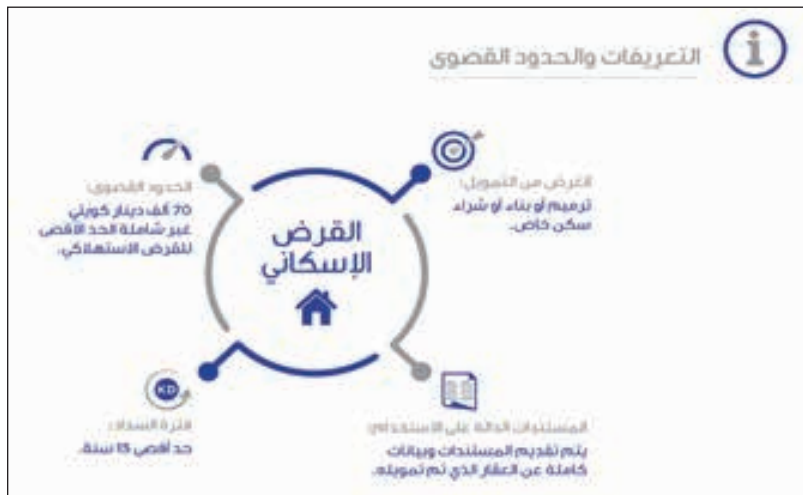 التعريفات والحدود القصوى
الغرض من التمويل:
ترميم أو بناء أو شراء
سكن خاص.
الحدود القصوى:
70 ألف دينار كويتي
غير شاملة الحد الأقصى
للقرض الاستهلاكي.
القرض
الإسكاني
المستندات الدالة على الاستخدام:
يتم تقديم المستندات وبيانات
كاملة عن العقار الذي تم تمويله.
KD
فترة السداد:
حد أقصى 15 سنة.